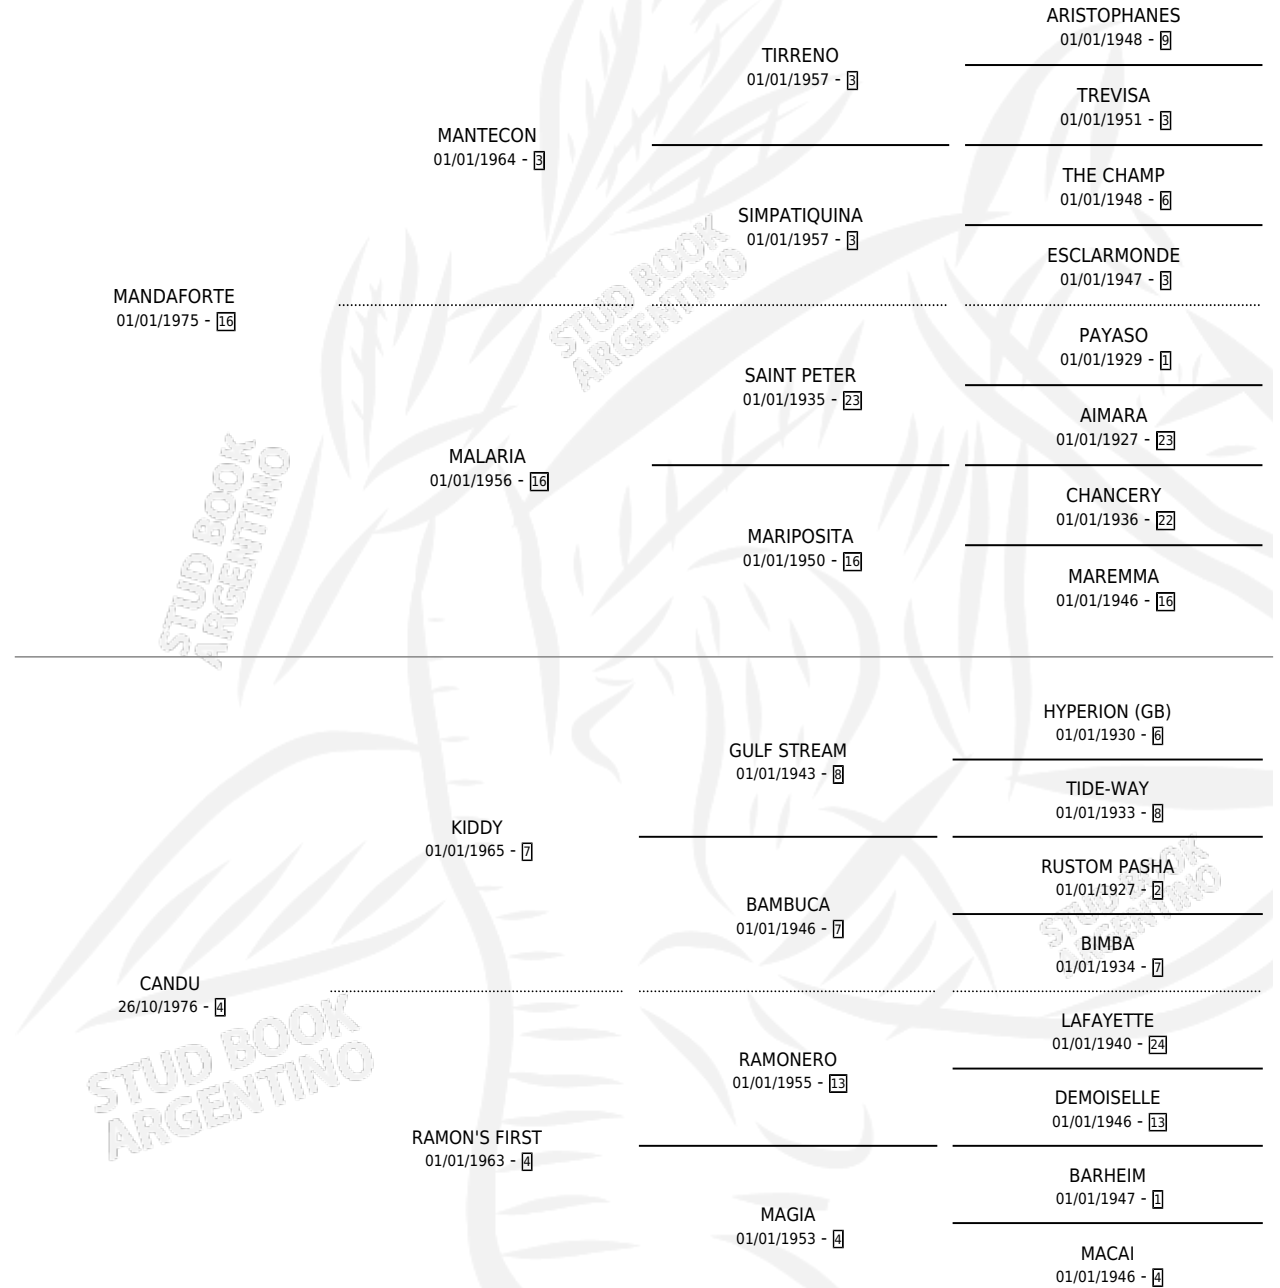 ARISTOPHANES
01/01/1948 - 9
TIRRENO
01/01/1957 - 3
TREVISA
01/01/1951 - 3
MANTECON
01/01/1964 - 3
THE CHAMP
01/01/1948 - 6
SIMPATIQUINA
01/01/1957 - 3
ESCLARMONDE
01/01/1947 - 3
MANDAFORTE
01/01/1975 - 16
STUD BOOK
ARGENTINO
PAYASO
01/01/1929 - 1
SAINT PETER
01/01/1935 - 23
AIMARA
01/01/1927 - 23
MALARIA
01/01/1956 - 16
CHANCERY
01/01/1936 - 22
MARIPOSITA
01/01/1950 - 16
MAREMMA
01/01/1946 - 16
STUD BOOK
ARGENTINO
HYPERION (GB)
01/01/1930 - 6
GULF STREAM
01/01/1943 - 8
TIDE-WAY
01/01/1933 - 8
KIDDY
01/01/1965 - 7
RUSTOM PASHA
01/01/1927 - 2
BAMBUCA
01/01/1946 - 7
STUD BOOK
ARGENTINO
BIMBA
01/01/1934 - 7
CANDU
26/10/1976 - 4
LAFAYETTE
01/01/1940 - 24
RAMONERO
01/01/1955 - 13
STUD BOOK
ARGENTINO
DEMOISELLE
01/01/1946 - 13
RAMON'S FIRST
01/01/1963 - 4
BARHEIM
01/01/1947 - 1
MAGIA
01/01/1953 - 4
MACAI
01/01/1946 - 4